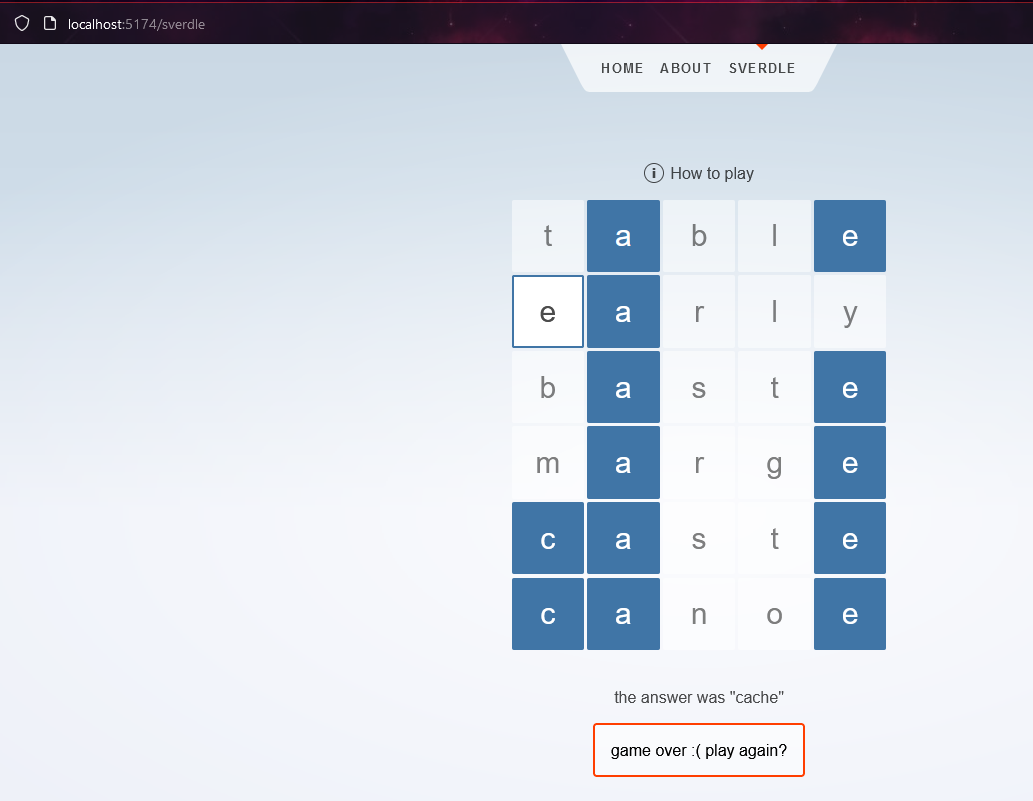 localhost:5174/sverdle
HOME ABOUT SVERDLE
i How to play
t a b l e
e a r l y
b a s t e
m a r g e
c a s t e
c a n o e
the answer was "cache"
game over :( play again?